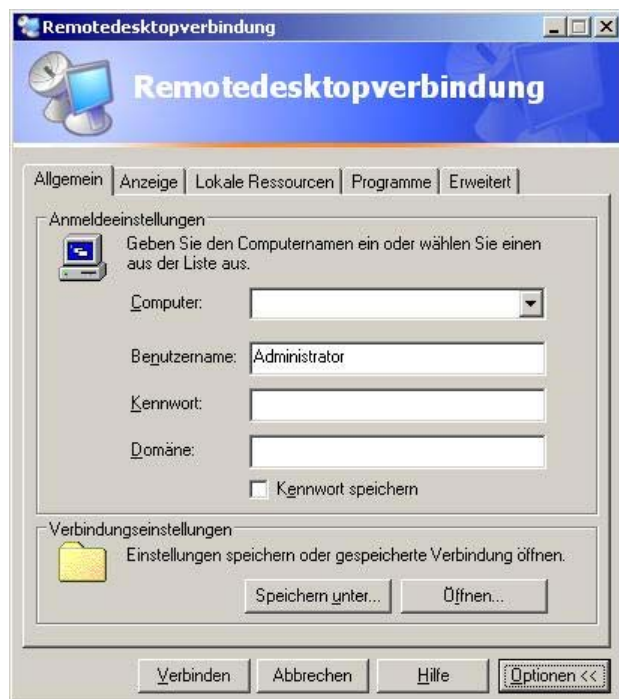 Remotedesktopverbindung
Remotedesktopverbindung
Allgemein Anzeige Lokale Ressourcen Programme Erweitert
Anmeldeeinstellungen
Geben Sie den Computernamen ein oder wählen Sie einen
aus der Liste aus.
Computer:
Benutzername: Administrator
Kennwort:
Domäne:
Kennwort speichern
Verbindungseinstellungen
Einstellungen speichern oder gespeicherte Verbindung öffnen.
Speichern unter... Öffnen...
Verbinden Abbrechen Hilfe Optionen <<